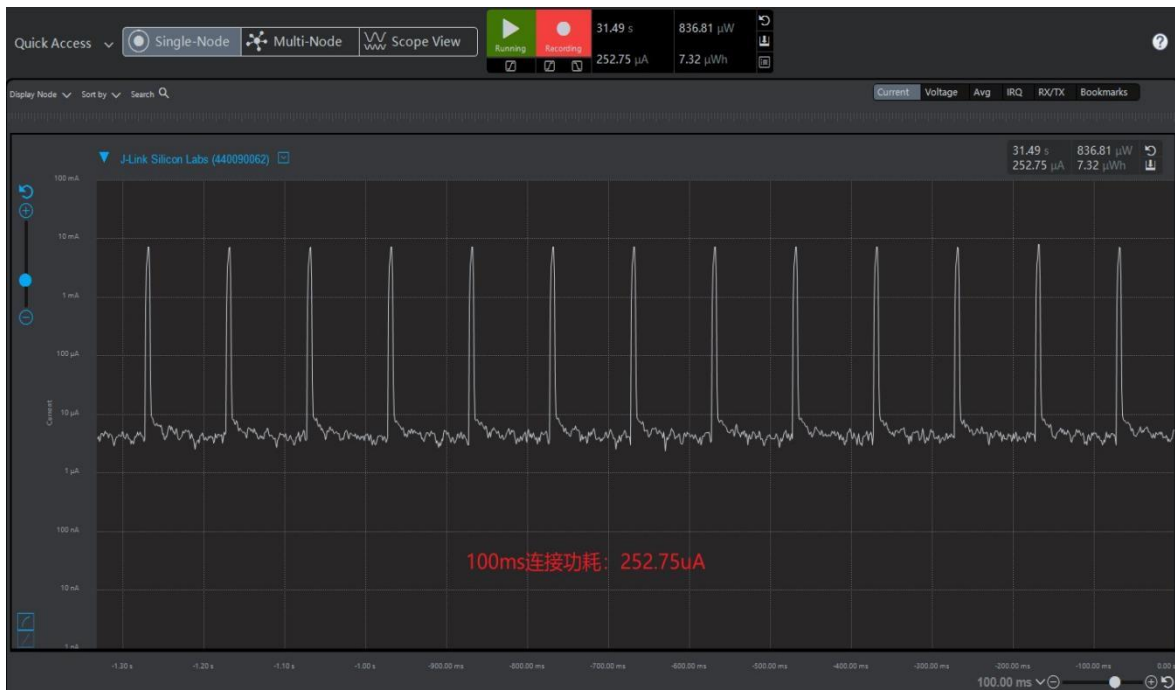 Quick Access
Single-Node
Multi-Node
Scope View
Running
Recording
31.49 s
836.81 µW
252.75 µA
7.32 µWh
?
Display Node
Sort by
Search
Current
Voltage
Avg
IRQ
RX/TX
Bookmarks
J-Link Silicon Labs (440090062)
31.49 s 836.81 µW
252.75 µA 7.32 µWh
100 mA
10 mA
1 mA
100 µA
10 µA
1 µA
100 nA
10 nA
1 nA
Current
100ms连接功耗：252.75uA
-1.30 s
-1.20 s
-1.10 s
-1.00 s
-900.00 ms
-800.00 ms
-700.00 ms
-600.00 ms
-500.00 ms
-400.00 ms
-300.00 ms
-200.00 ms
-100.00 ms
0.00 s
100.00 ms